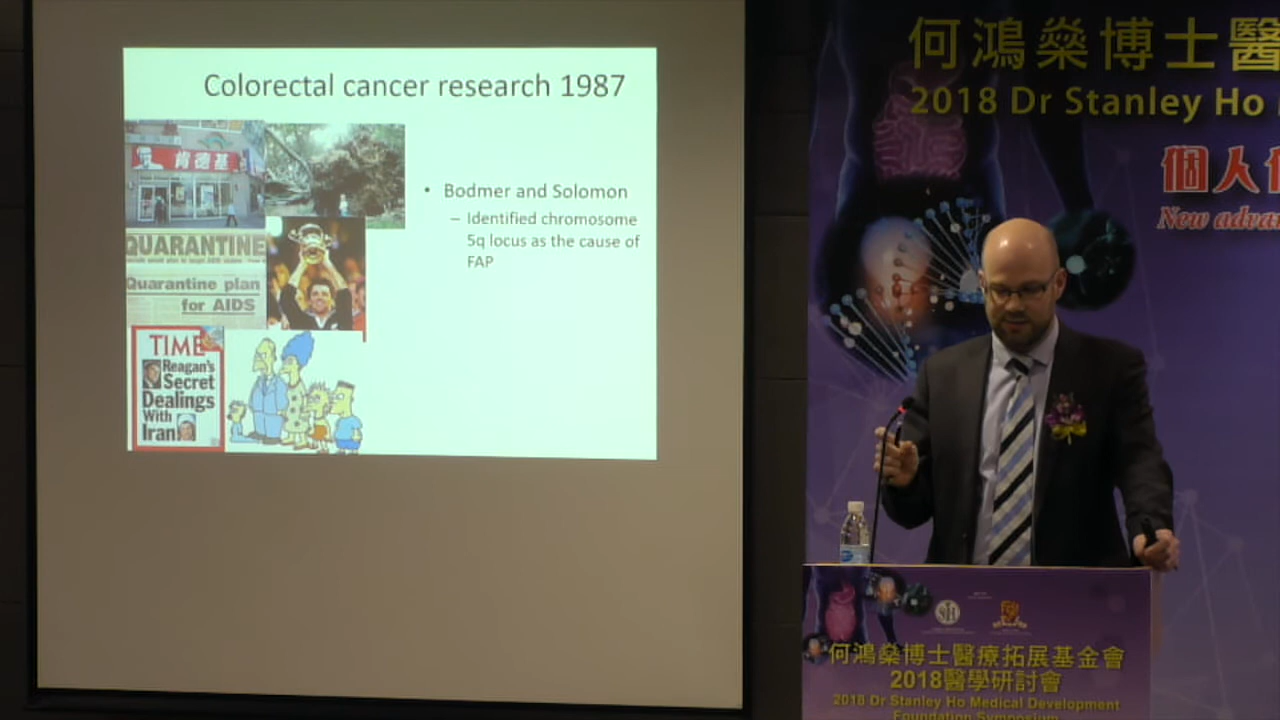 Colorectal cancer research 1987
肯德基
QUARANTINE
Quarantine plan
for AIDS
TIME
Reagan's
Secret
Dealings
With
Iran
• Bodmer and Solomon
– Identified chromosome
5q locus as the cause of
FAP
何鴻燊博士醫
2018 Dr Stanley Ho
個人
New advan
何鴻燊博士醫療拓展基金會
2018醫學研討會
2018 Dr Stanley Ho Medical Development
Foundation Symposium